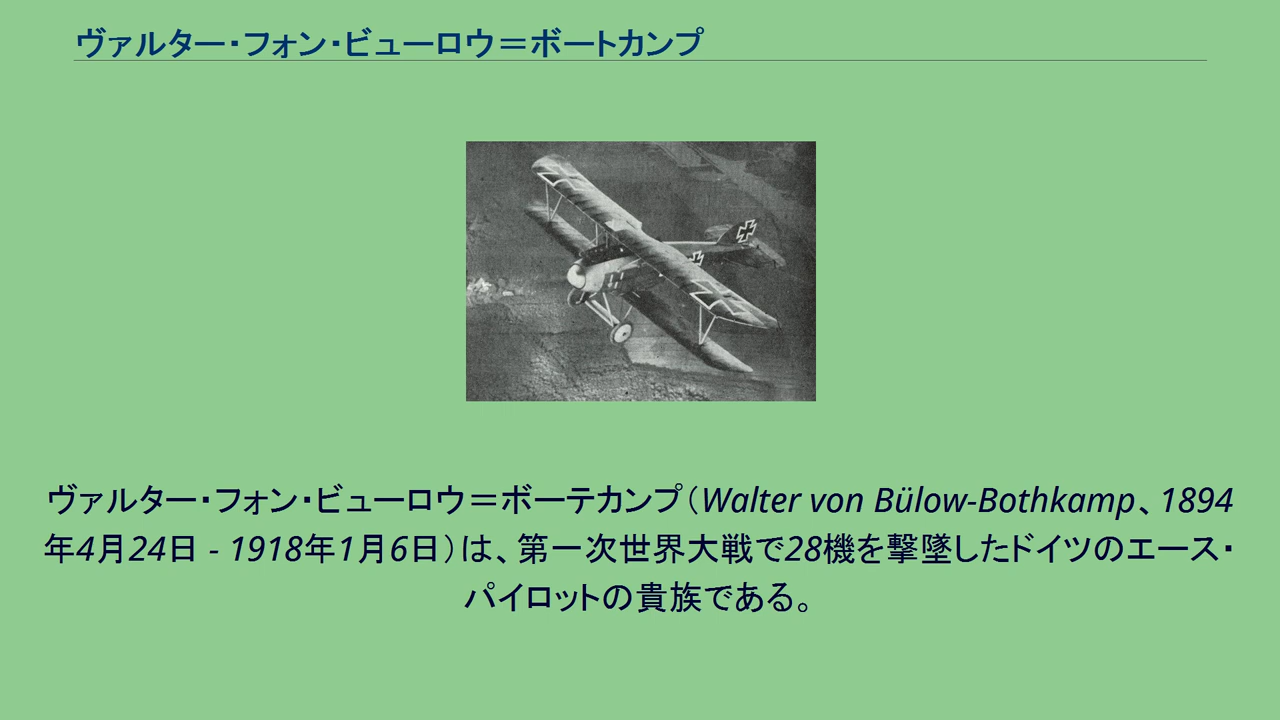 ヴァルター・フォン・ビューロウ＝ボートカンプ
ヴァルター・フォン・ビューロウ＝ボーテカンプ（Walter von Bülow-Bothkamp、1894
年4月24日 - 1918年1月6日）は、第一次世界大戦で28機を撃墜したドイツのエース・
パイロットの貴族である。